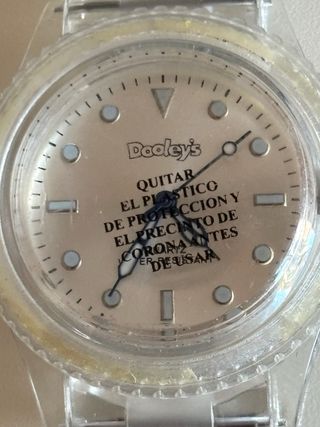 Dooley's
QUITAR
EL PLASTICO
DE PROTECCION Y
EL PRECINTO DE
CORONA ANTES
DE USAR